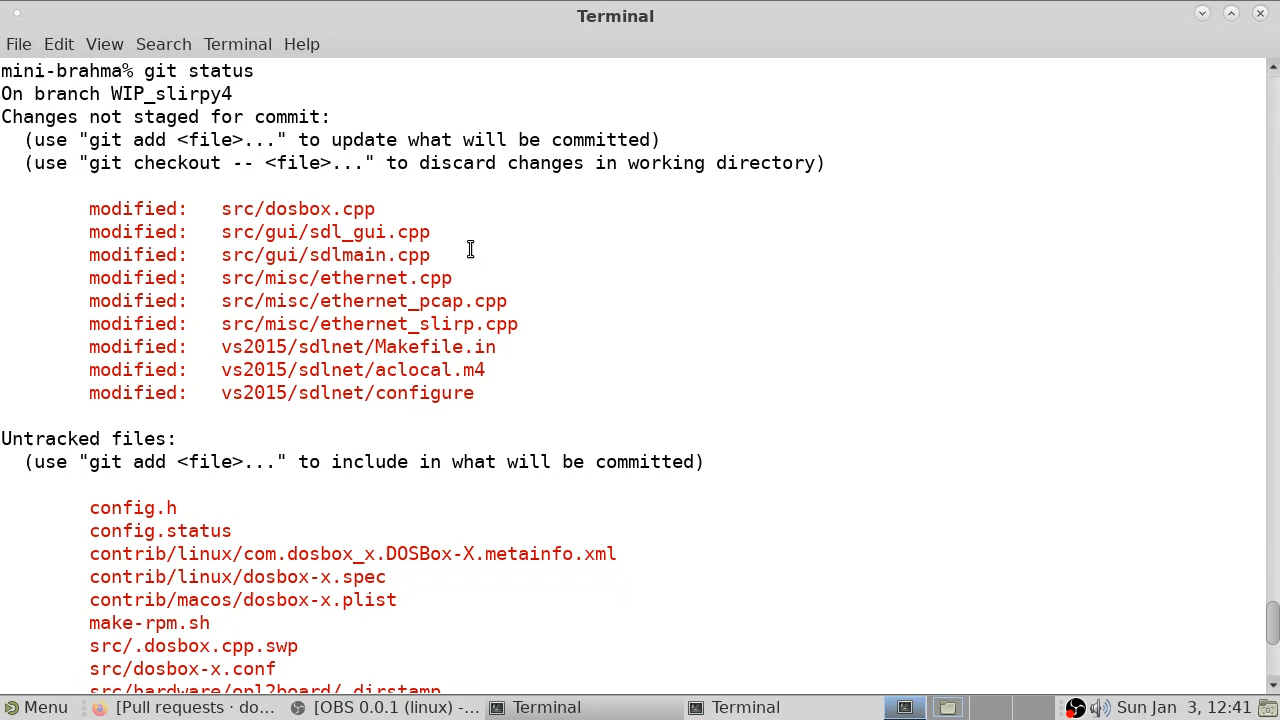 Terminal
File Edit View Search Terminal Help
mini-brahma% git status
On branch WIP_slirpy4
Changes not staged for commit:
  (use "git add <file>..." to update what will be committed)
  (use "git checkout -- <file>..." to discard changes in working directory)
modified:   src/dosbox.cpp
modified:   src/gui/sdl_gui.cpp
modified:   src/gui/sdlmain.cpp
modified:   src/misc/ethernet.cpp
modified:   src/misc/ethernet_pcap.cpp
modified:   src/misc/ethernet_slirp.cpp
modified:   vs2015/sdlnet/Makefile.in
modified:   vs2015/sdlnet/aclocal.m4
modified:   vs2015/sdlnet/configure
Untracked files:
  (use "git add <file>..." to include in what will be committed)
config.h
config.status
contrib/linux/com.dosbox_x.DOSBox-X.metainfo.xml
contrib/linux/dosbox-x.spec
contrib/macos/dosbox-x.plist
make-rpm.sh
src/.dosbox.cpp.swp
src/dosbox-x.conf
src/hardware/opl2board/.dirstamp
Menu [Pull requests · do... [OBS 0.0.1 (linux) -... Terminal Terminal Sun Jan 3, 12:41